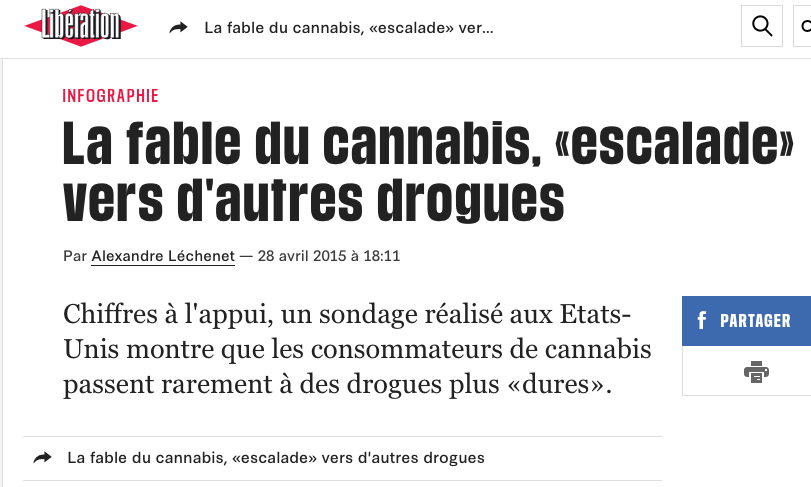 Libération
La fable du cannabis, «escalade» ver...
INFOGRAPHIE
La fable du cannabis, «escalade»
vers d'autres drogues
Par Alexandre Léchenet — 28 avril 2015 à 18:11
Chiffres à l'appui, un sondage réalisé aux Etats-
Unis montre que les consommateurs de cannabis
passent rarement à des drogues plus «dures».
f PARTAGER
La fable du cannabis, «escalade» vers d'autres drogues